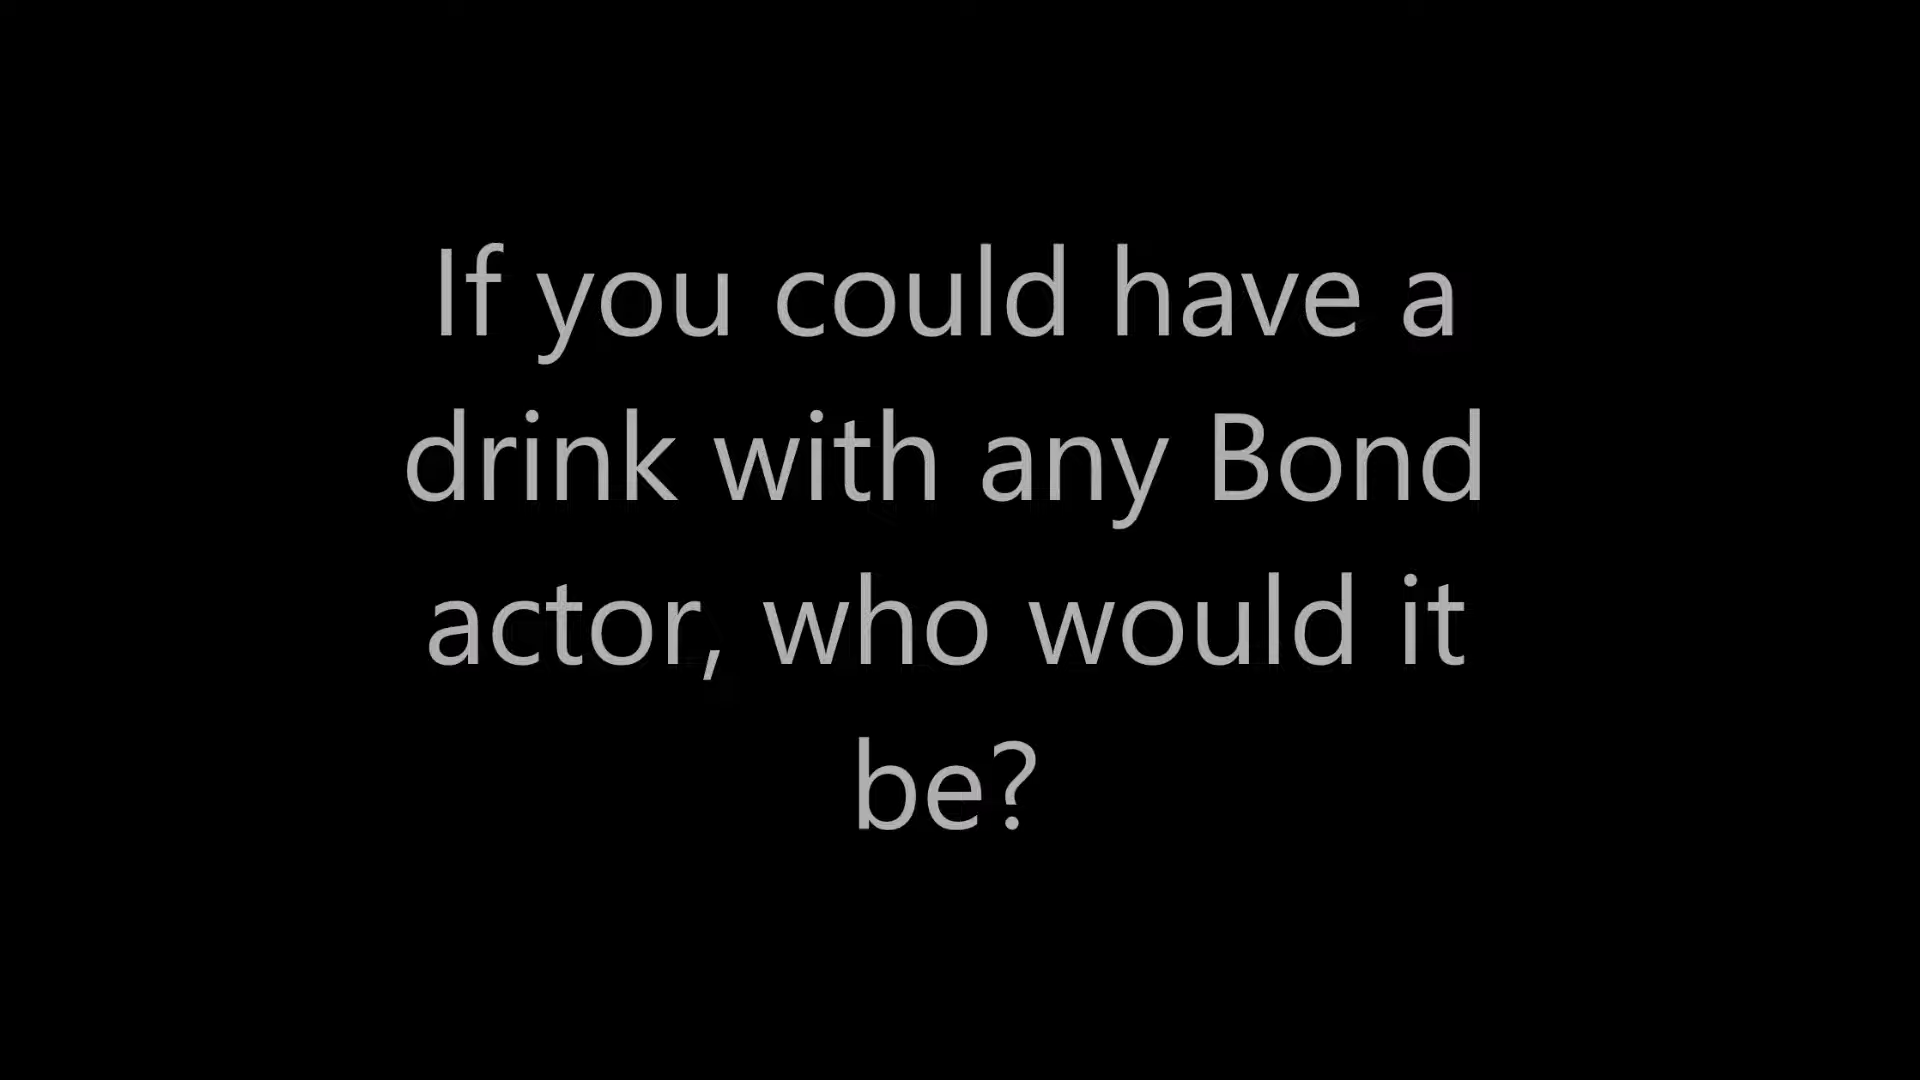 If you could have a
drink with any Bond
actor, who would it
be?